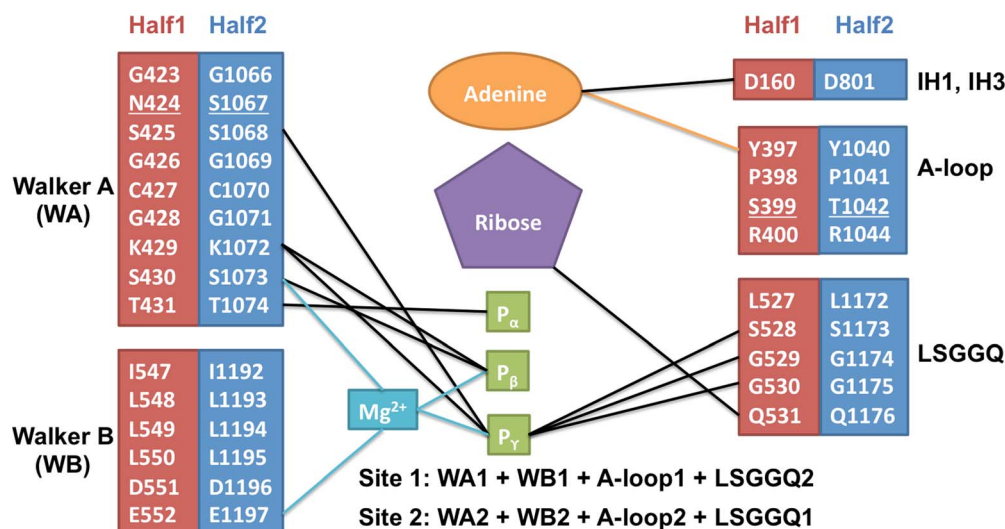 Half1 Half2
Walker A
(WA)
G423 G1066
N424 S1067
S425 S1068
G426 G1069
C427 C1070
G428 G1071
K429 K1072
S430 S1073
T431 T1074
Walker B
(WB)
I547 I1192
L548 L1193
L549 L1194
L550 L1195
D551 D1196
E552 E1197
Adenine
Ribose
Pα
Pβ
Mg²⁺
Pγ
Half1 Half2
D160 D801 IH1, IH3
A-loop
Y397 Y1040
P398 P1041
S399 T1042
R400 R1044
LSGGQ
L527 L1172
S528 S1173
G529 G1174
G530 G1175
Q531 Q1176
Site 1: WA1 + WB1 + A-loop1 + LSGGQ2
Site 2: WA2 + WB2 + A-loop2 + LSGGQ1